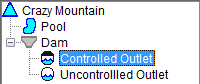 Crazy Mountain
Pool
Dam
Controlled Outlet
Uncontrollled Outlet